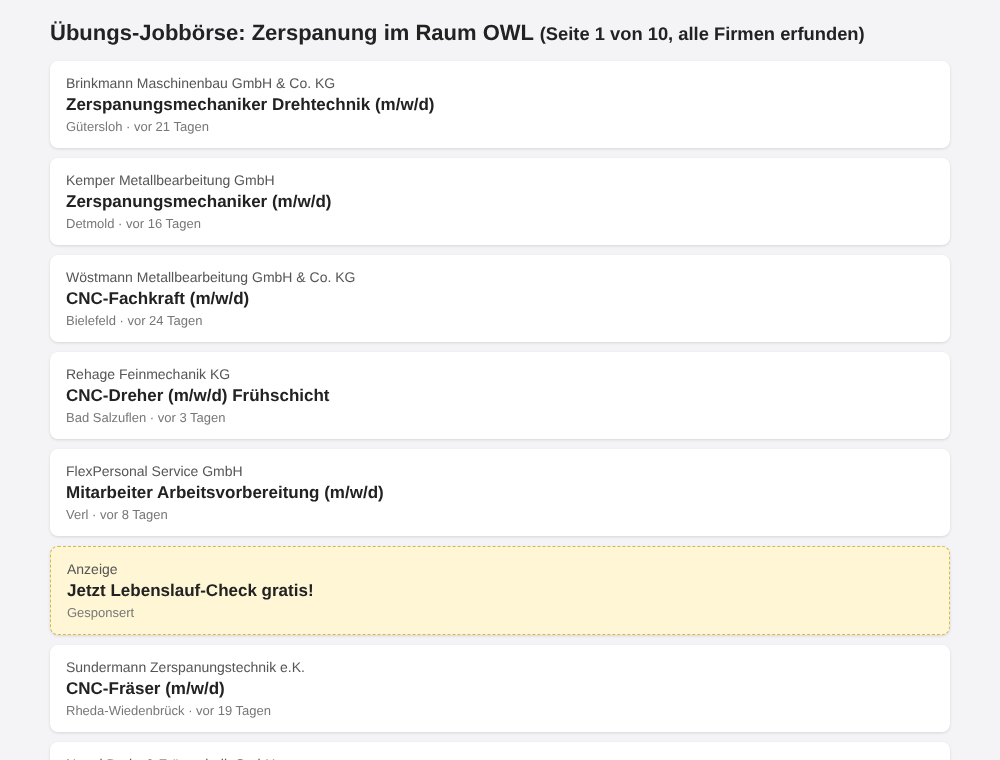 Übungs-Jobbörse: Zerspanung im Raum OWL (Seite 1 von 10, alle Firmen erfunden)
Brinkmann Maschinenbau GmbH & Co. KG
Zerspanungsmechaniker Drehtechnik (m/w/d)
Gütersloh · vor 21 Tagen
Kemper Metallbearbeitung GmbH
Zerspanungsmechaniker (m/w/d)
Detmold · vor 16 Tagen
Wöstmann Metallbearbeitung GmbH & Co. KG
CNC-Fachkraft (m/w/d)
Bielefeld · vor 24 Tagen
Rehage Feinmechanik KG
CNC-Dreher (m/w/d) Frühschicht
Bad Salzuflen · vor 3 Tagen
FlexPersonal Service GmbH
Mitarbeiter Arbeitsvorbereitung (m/w/d)
Verl · vor 8 Tagen
Anzeige
Jetzt Lebenslauf-Check gratis!
Gesponsert
Sundermann Zerspanungstechnik e.K.
CNC-Fräser (m/w/d)
Rheda-Wiedenbrück · vor 19 Tagen